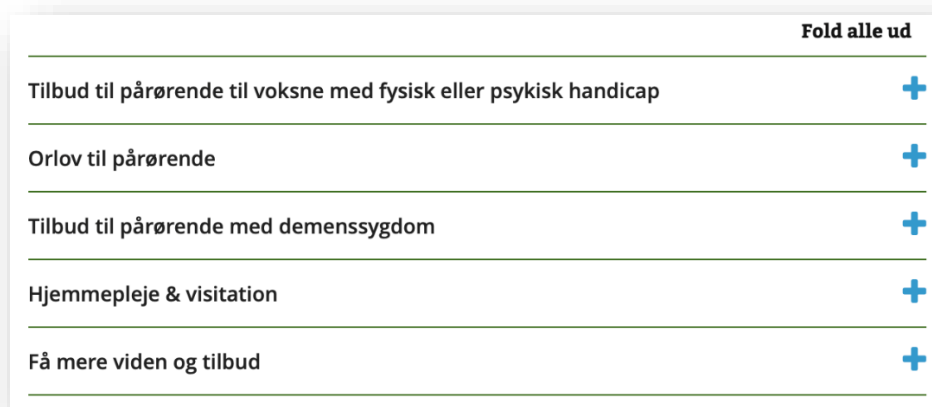 Fold alle ud
Tilbud til pårørende til voksne med fysisk eller psykisk handicap
Orlov til pårørende
Tilbud til pårørende med demenssygdom
Hjemmepleje & visitation
Få mere viden og tilbud